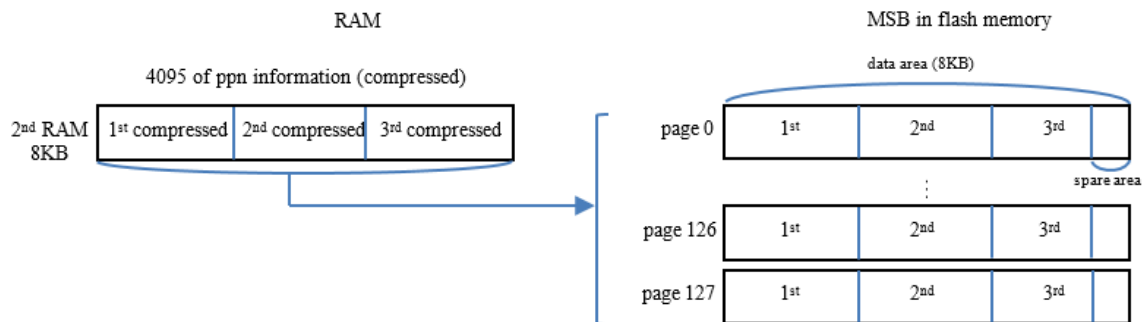 RAM
MSB in flash memory
4095 of ppn information (compressed)
data area (8KB)
2nd RAM
8KB
1st compressed
2nd compressed
3rd compressed
page 0
1st
2nd
3rd
spare area
⋮
page 126
1st
2nd
3rd
page 127
1st
2nd
3rd